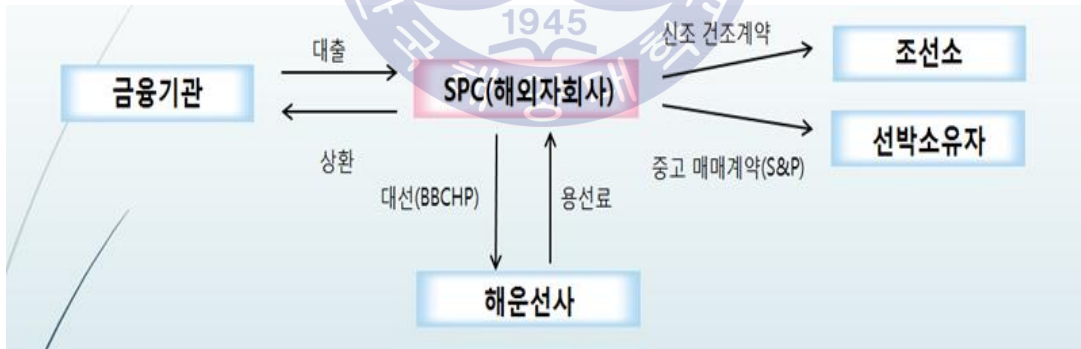 1945
대출
신조 건조계약
조선소
금융기관
SPC(해외자회사)
선박소유자
상환
중고 매매계약(S&P)
대선(BBCHP)
용선료
해운선사